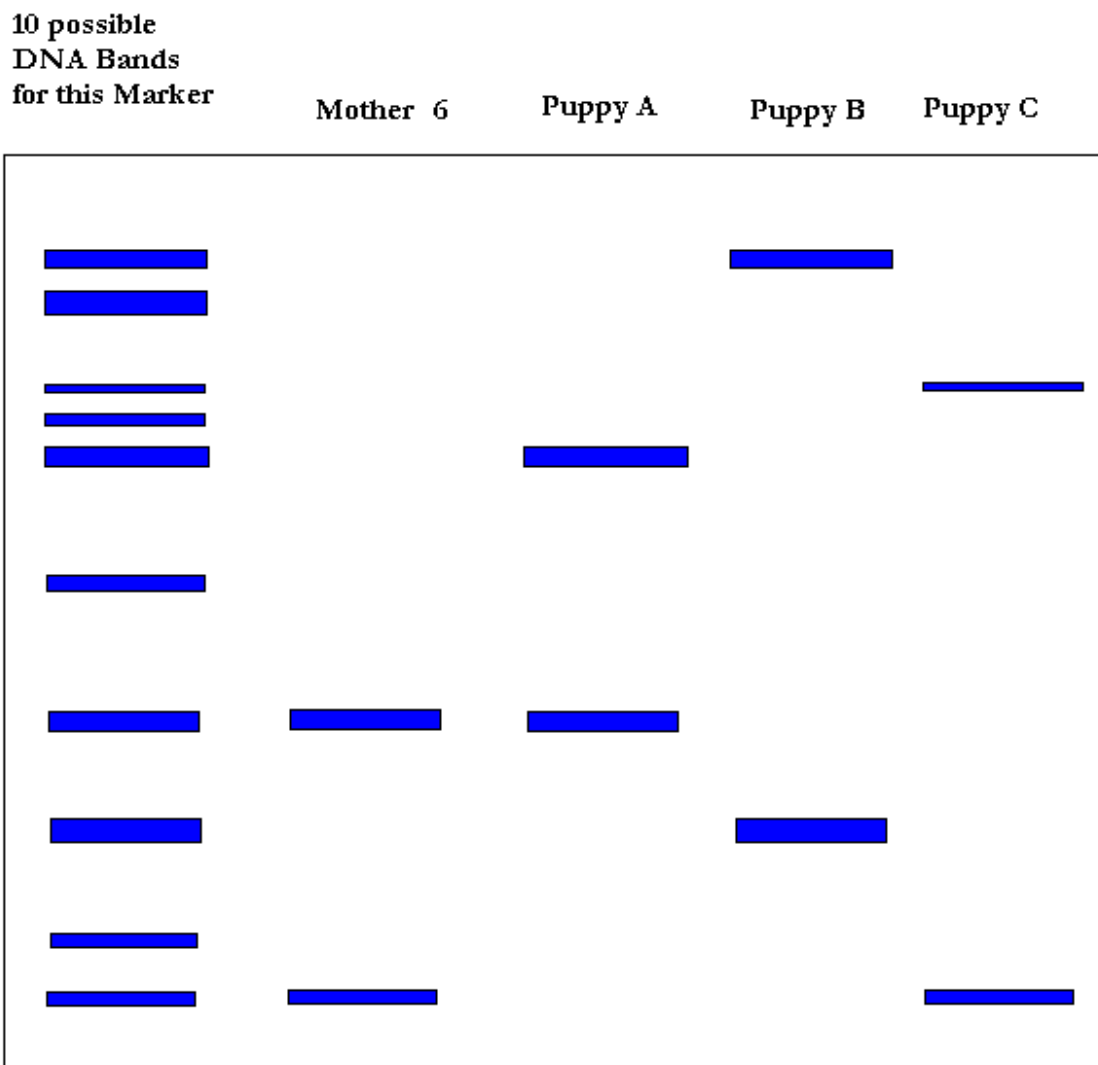 10 possible
DNA Bands
for this Marker
Mother 6
Puppy A
Puppy B
Puppy C